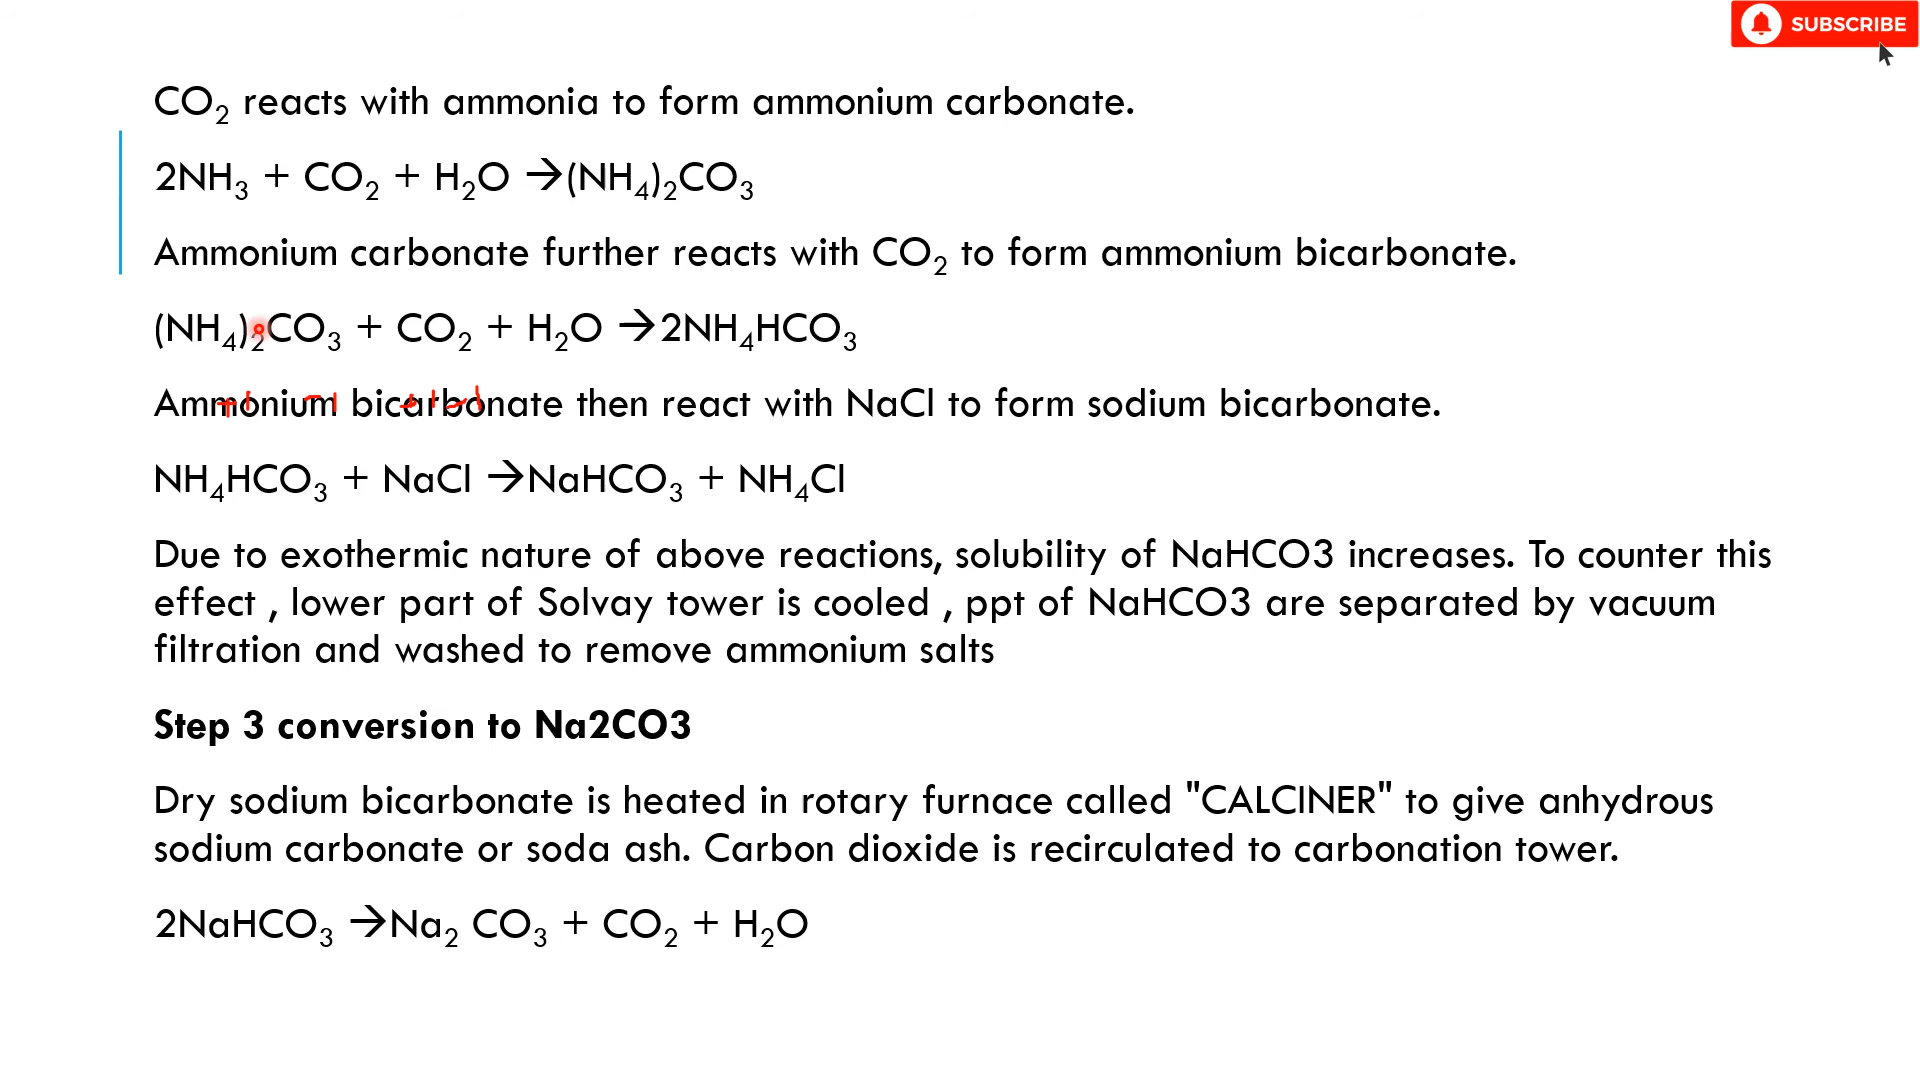 SUBSCRIBE
CO₂ reacts with ammonia to form ammonium carbonate.
2NH₃ + CO₂ + H₂O →(NH₄)₂CO₃
Ammonium carbonate further reacts with CO₂ to form ammonium bicarbonate.
(NH₄)₂CO₃ + CO₂ + H₂O →2NH₄HCO₃
Ammonium bicarbonate then react with NaCl to form sodium bicarbonate.
NH₄HCO₃ + NaCl →NaHCO₃ + NH₄Cl
Due to exothermic nature of above reactions, solubility of NaHCO3 increases. To counter this
effect , lower part of Solvay tower is cooled , ppt of NaHCO3 are separated by vacuum
filtration and washed to remove ammonium salts
Step 3 conversion to Na2CO3
Dry sodium bicarbonate is heated in rotary furnace called "CALCINER" to give anhydrous
sodium carbonate or soda ash. Carbon dioxide is recirculated to carbonation tower.
2NaHCO₃ →Na₂ CO₃ + CO₂ + H₂O